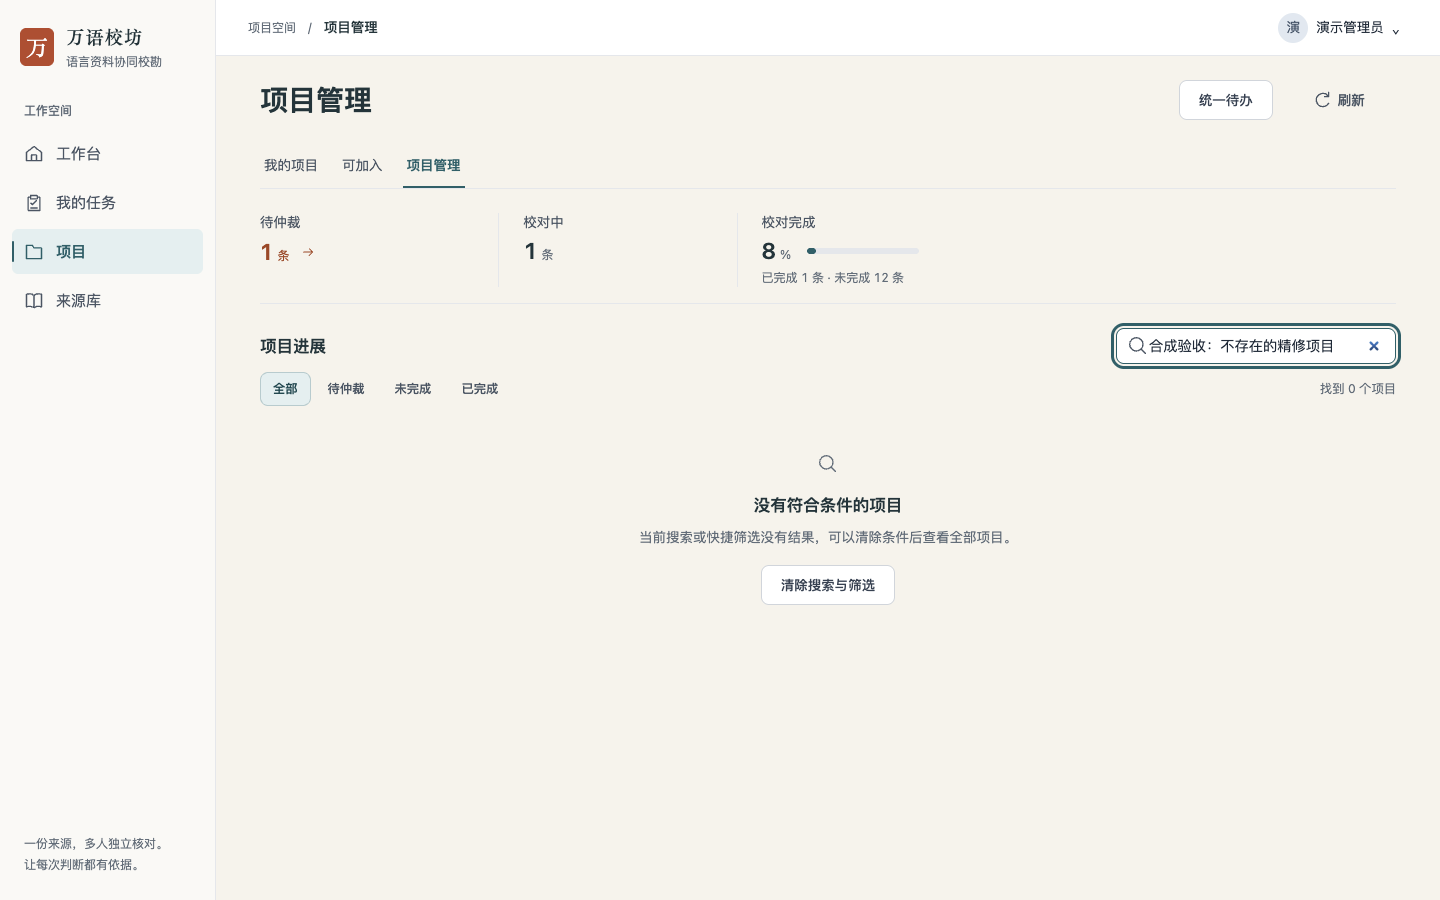 万 万语校坊
语言资料协同校勘
工作空间
工作台
我的任务
项目
来源库
一份来源，多人独立核对。
让每次判断都有依据。
项目空间 / 项目管理
演 演示管理员
项目管理
统一待办 刷新
我的项目 可加入 项目管理
待仲裁 校对中 校对完成
1 条 → 1 条 8 %
已完成 1 条 · 未完成 12 条
项目进展
合成验收：不存在的精修项目
全部 待仲裁 未完成 已完成
找到 0 个项目
没有符合条件的项目
当前搜索或快捷筛选没有结果，可以清除条件后查看全部项目。
清除搜索与筛选